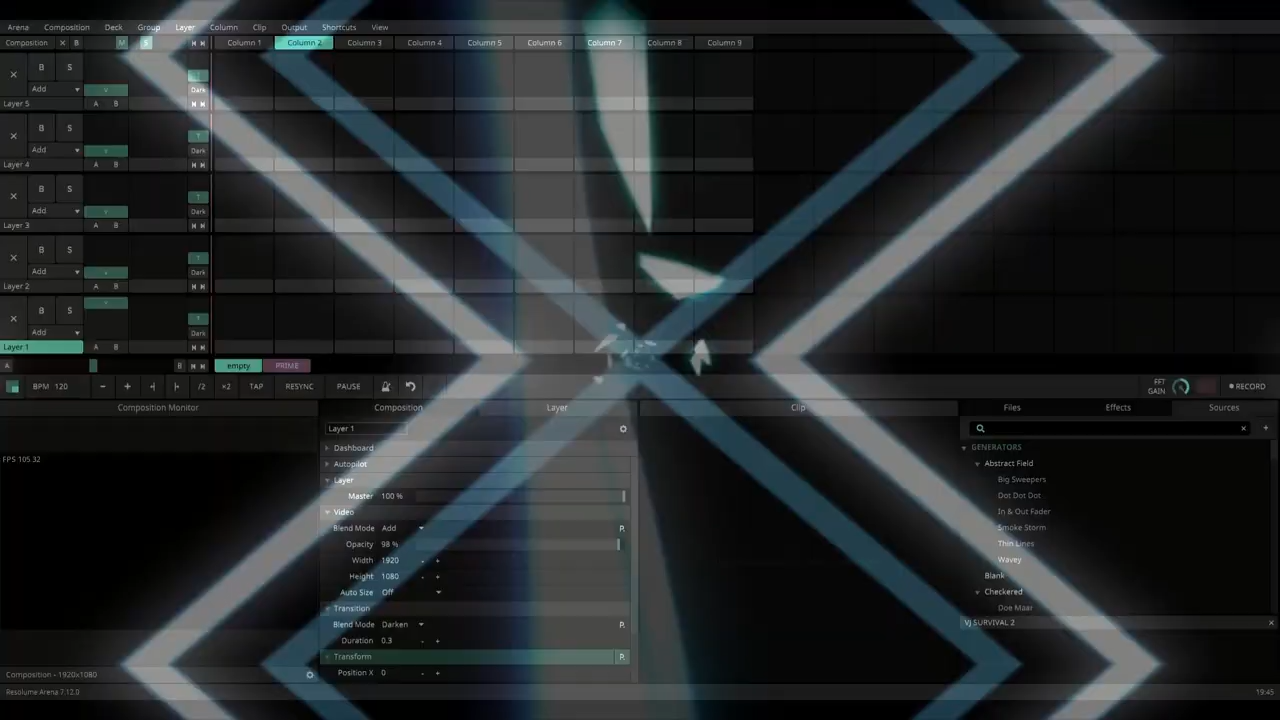 Arena Composition Deck Group Layer Column Clip Output Shortcuts View
Composition X B M S Column 1 Column 2 Column 3 Column 4 Column 5 Column 6 Column 7 Column 8 Column 9
B S T
Add V Dark
Layer 5 A B
B S T
Add V Dark
Layer 4 A B
B S T
Add V Dark
Layer 3 A B
B S T
Add V Dark
Layer 2 A B
V
B S T
Add Dark
Layer 1 A B
A B empty PRIME
BPM 120 - + /2 ×2 TAP RESYNC PAUSE FFT GAIN RECORD
Composition Monitor Composition Layer Clip Files Effects Sources
Layer 1
FPS 105.32
Dashboard
Autopilot
Layer
Master 100 %
Video
Blend Mode Add P.
Opacity 98 %
Width 1920 - +
Height 1080 - +
Auto Size Off
Transition
Blend Mode Darken P.
Duration 0.3 - +
Transform P.
Position X 0 - +
GENERATORS
Abstract Field
Big Sweepers
Dot Dot Dot
In & Out Fader
Smoke Storm
Thin Lines
Wavey
Blank
Checkered
Doe Maar
VJ SURVIVAL 2
Composition - 1920x1080
Resolume Arena 7.12.0 19:45